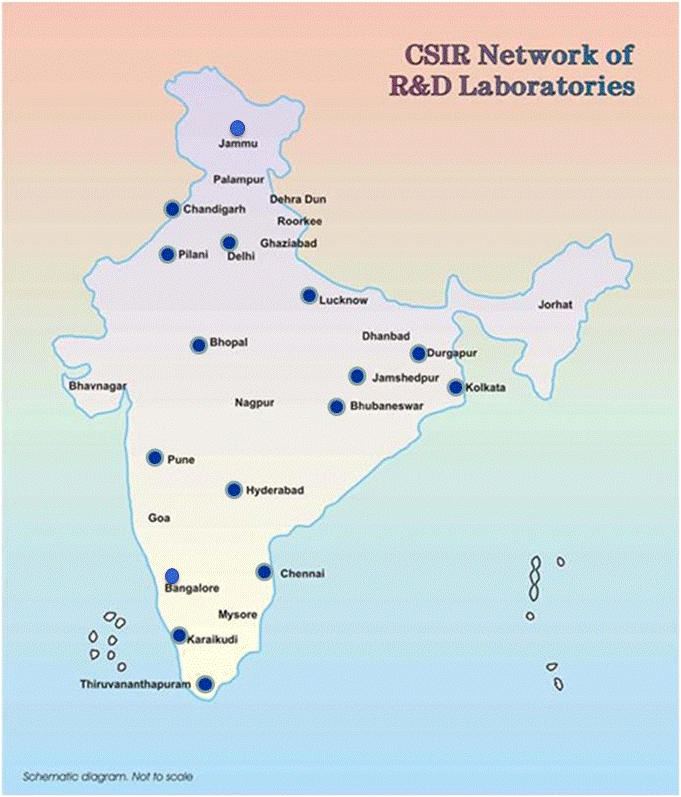 CSIR Network of
R&D Laboratories
Jammu
Palampur
Dehra Dun
Chandigarh
Roorkee
Ghaziabad
Pilani
Delhi
Lucknow
Jorhat
Dhanbad
Bhopal
Durgapur
Jamshedpur
Bhavnagar
Kolkata
Nagpur
Bhubaneswar
Pune
Hyderabad
Goa
Chennai
Bangalore
Mysore
Karaikudi
Thiruvananthapuram
Schematic diagram. Not to scale